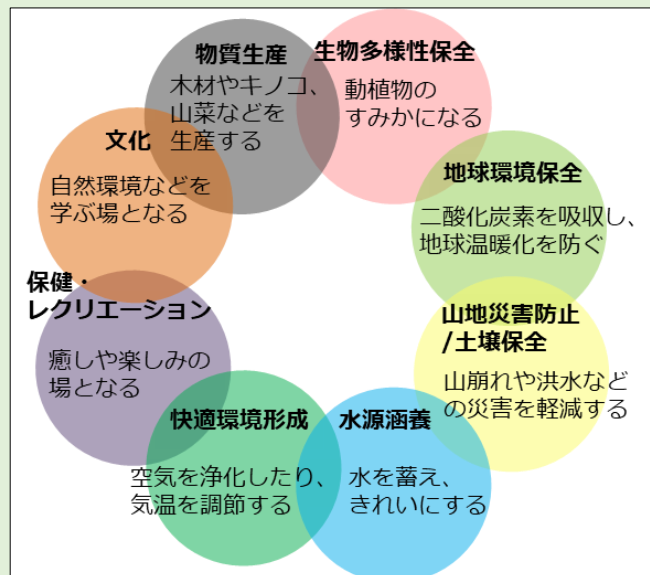 物質生産
木材やキノコ、
山菜などを
生産する
生物多様性保全
動植物の
すみかになる
地球環境保全
二酸化炭素を吸収し、
地球温暖化を防ぐ
山地災害防止
/土壌保全
山崩れや洪水など
の災害を軽減する
水源涵養
水を蓄え、
きれいにする
快適環境形成
空気を浄化したり、
気温を調節する
保健・
レクリエーション
癒しや楽しみの
場となる
文化
自然環境などを
学ぶ場となる